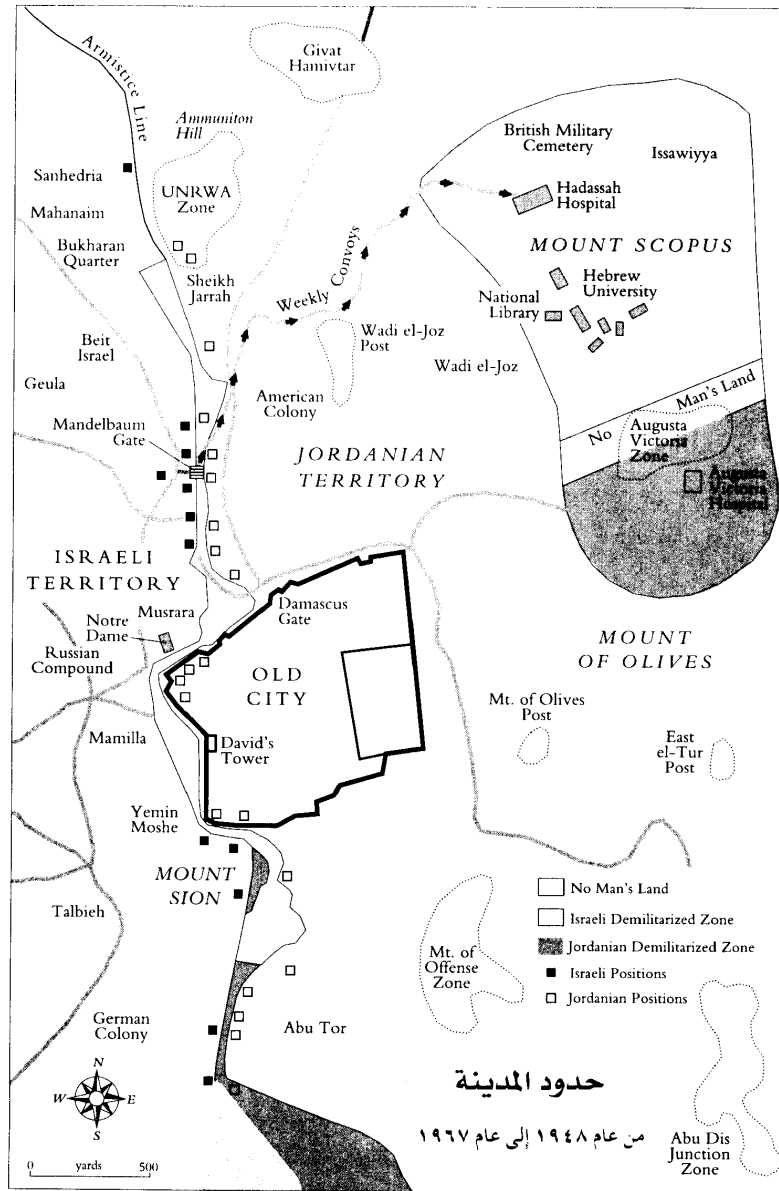 Armistice Line
Givat
Hamivtar
Ammuniton
Hill
UNRWA
Zone
Sanhedria
Mahanaim
Bukharan
Quarter
Sheikh
Jarrah
British Military
Cemetery
Issawiyya
Hadassah
Hospital
MOUNT SCOPUS
Hebrew
University
National
Library
Weekly Convoys
Wadi el-Joz
Post
Wadi el-Joz
Beit
Israel
Geula
American
Colony
Mandelbaum
Gate
JORDANIAN
TERRITORY
No Man's Land
Augusta
Victoria
Zone
Augusta
Victoria
Hospital
ISRAELI
TERRITORY
Musrara
Notre
Dame
Russian
Compound
Damascus
Gate
OLD
CITY
MOUNT
OF OLIVES
Mt. of Olives
Post
East
el-Tur
Post
Mamilla
David's
Tower
Yemin
Moshe
MOUNT
SION
Talbieh
No Man's Land
Israeli Demilitarized Zone
Jordanian Demilitarized Zone
Israeli Positions
Jordanian Positions
Mt. of
Offense
Zone
German
Colony
Abu Tor
N
W E
S
0 yards 500
حدود المدينة
من عام ١٩٤٨ إلى عام ١٩٦٧
Abu Dis
Junction
Zone